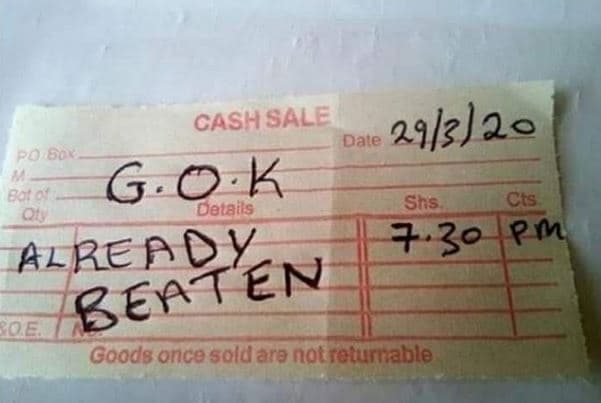 CASH SALE
P.O. Box
Date 29/3/20
M
G.O.K
Bot of
Qty Details Shs. Cts.
ALREADY 7.30 PM
BEATEN
&O.E.
Goods once sold are not returnable